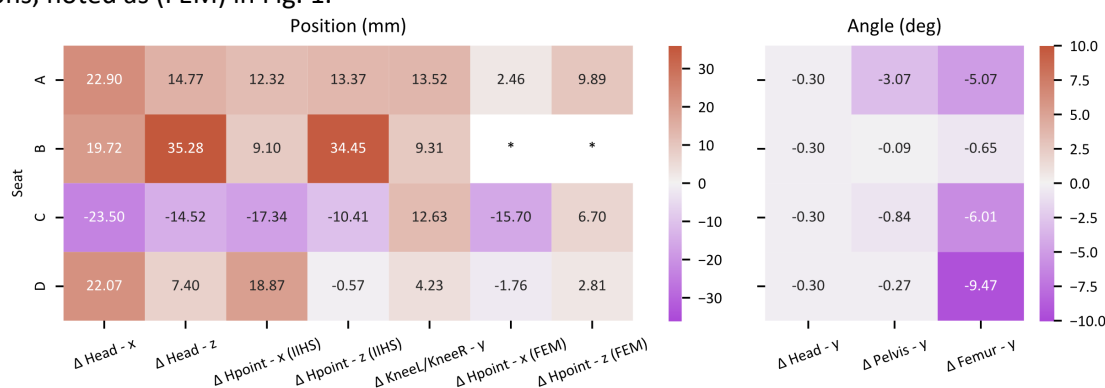 Position (mm)
Angle (deg)
Seat
A 22.90 14.77 12.32 13.37 13.52 2.46 9.89
B 19.72 35.28 9.10 34.45 9.31 * *
C -23.50 -14.52 -17.34 -10.41 12.63 -15.70 6.70
D 22.07 7.40 18.87 -0.57 4.23 -1.76 2.81
Δ Head - x
Δ Head - z
Δ Hpoint - x (IIHS)
Δ Hpoint - z (IIHS)
Δ KneeL/KneeR - y
Δ Hpoint - x (FEM)
Δ Hpoint - z (FEM)
30
20
10
0
−10
−20
−30
-0.30 -3.07 -5.07
-0.30 -0.09 -0.65
-0.30 -0.84 -6.01
-0.30 -0.27 -9.47
Δ Head - y
Δ Pelvis - y
Δ Femur - y
10.0
7.5
5.0
2.5
0.0
−2.5
−5.0
−7.5
−10.0